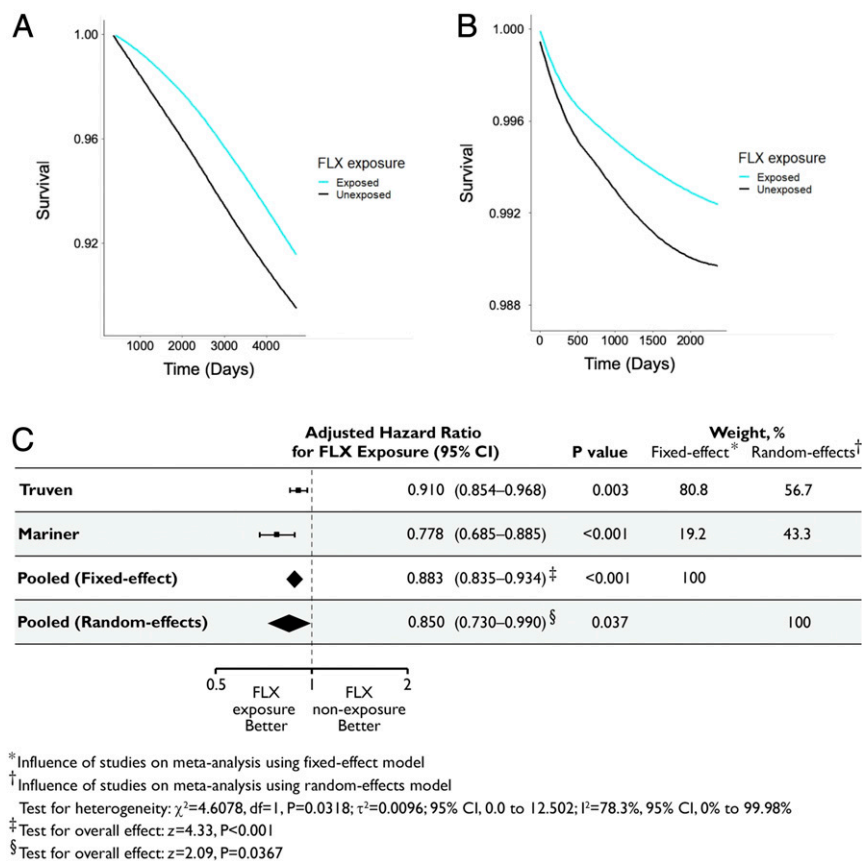 A
1.00
0.96
0.92
Survival
1000 2000 3000 4000
Time (Days)
FLX exposure
Exposed
Unexposed
B
1.000
0.996
0.992
0.988
Survival
0 500 1000 1500 2000
Time (Days)
FLX exposure
Exposed
Unexposed
C
Adjusted Hazard Ratio Weight, %
for FLX Exposure (95% CI) P value Fixed-effect* Random-effects†
Truven 0.910 (0.854–0.968) 0.003 80.8 56.7
Mariner 0.778 (0.685–0.885) <0.001 19.2 43.3
Pooled (Fixed-effect) 0.883 (0.835–0.934)‡ <0.001 100
Pooled (Random-effects) 0.850 (0.730–0.990)§ 0.037 100
0.5 1 2
FLX FLX
exposure non-exposure
Better Better
*Influence of studies on meta-analysis using fixed-effect model
†Influence of studies on meta-analysis using random-effects model
Test for heterogeneity: χ²=4.6078, df=1, P=0.0318; τ²=0.0096; 95% CI, 0.0 to 12.502; I²=78.3%, 95% CI, 0% to 99.98%
‡Test for overall effect: z=4.33, P<0.001
§Test for overall effect: z=2.09, P=0.0367